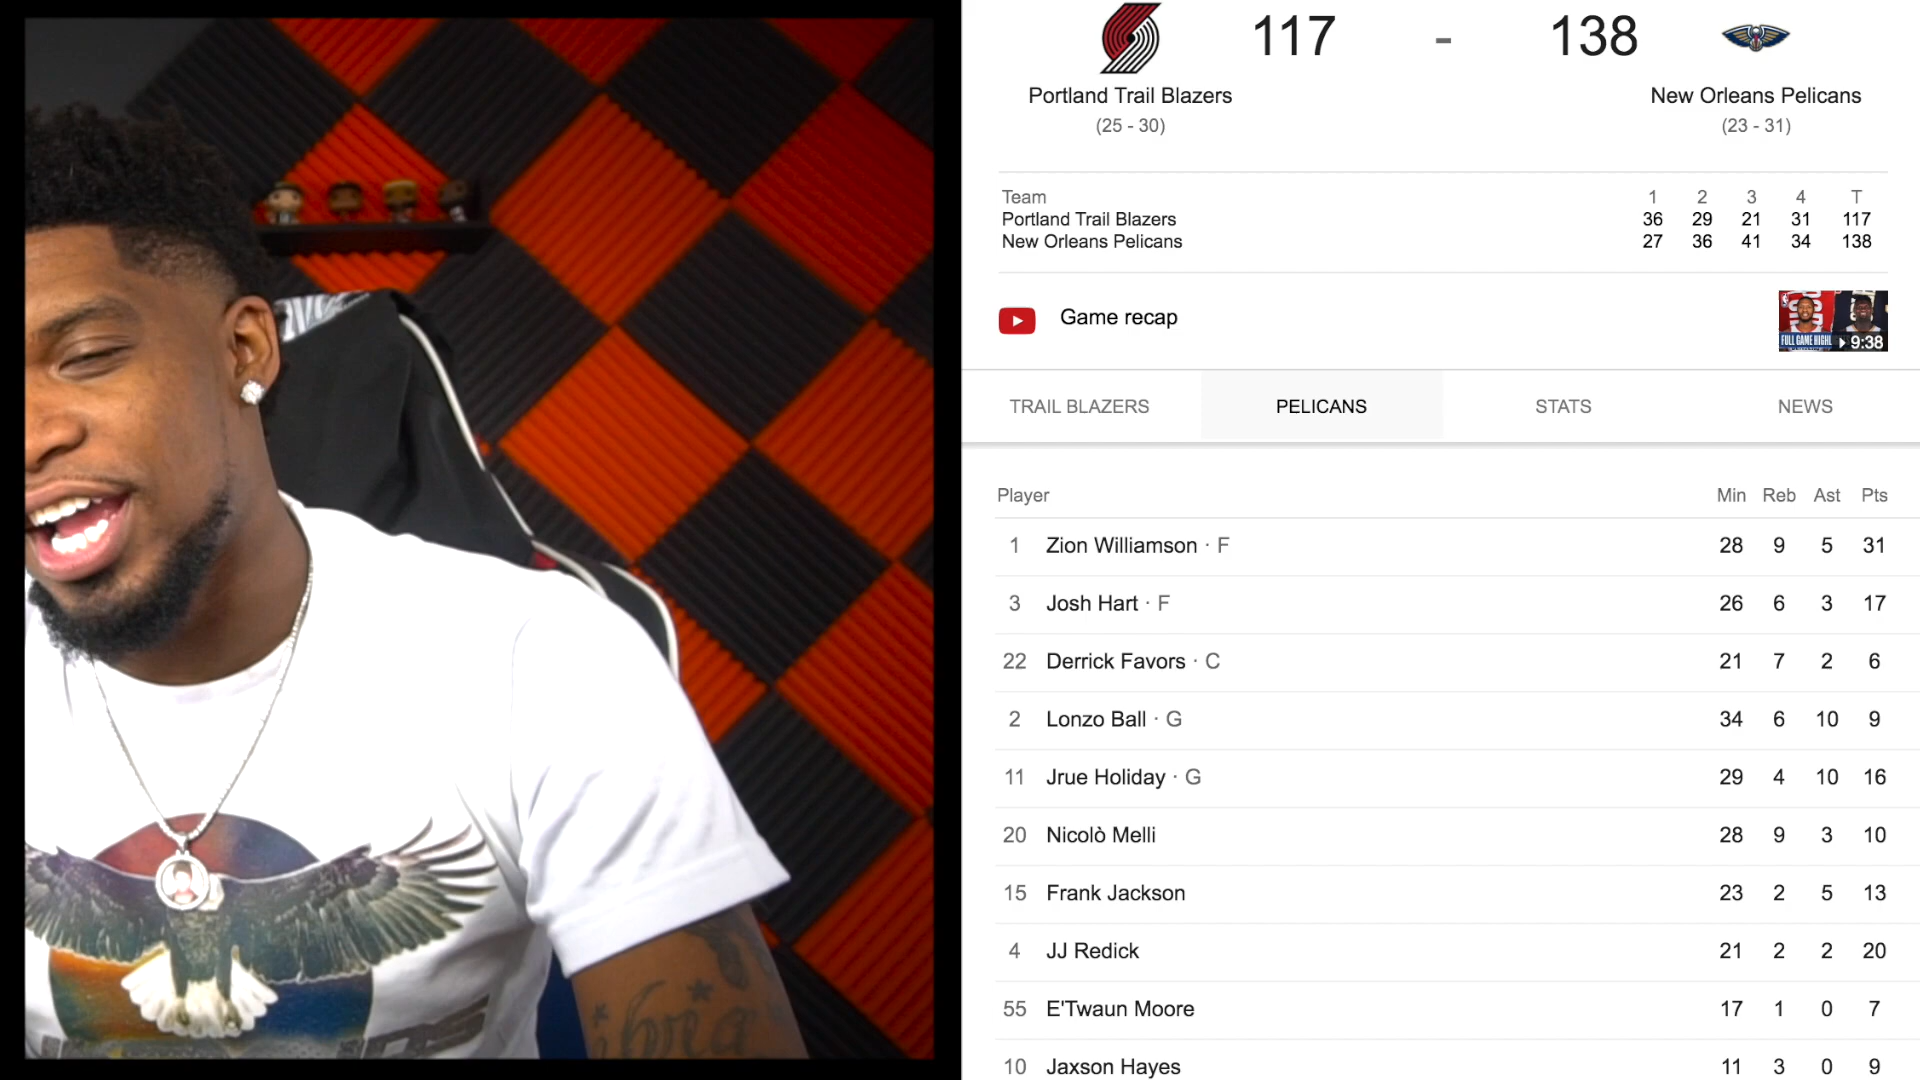 117 - 138
Portland Trail Blazers New Orleans Pelicans
(25 - 30) (23 - 31)
Team 1 2 3 4 T
Portland Trail Blazers 36 29 21 31 117
New Orleans Pelicans 27 36 41 34 138
Game recap
FULL GAME HIGHL 9:38
TRAIL BLAZERS PELICANS STATS NEWS
Player Min Reb Ast Pts
1 Zion Williamson · F 28 9 5 31
3 Josh Hart · F 26 6 3 17
22 Derrick Favors · C 21 7 2 6
2 Lonzo Ball · G 34 6 10 9
11 Jrue Holiday · G 29 4 10 16
20 Nicolò Melli 28 9 3 10
15 Frank Jackson 23 2 5 13
4 JJ Redick 21 2 2 20
55 E'Twaun Moore 17 1 0 7
10 Jaxson Hayes 11 3 0 9